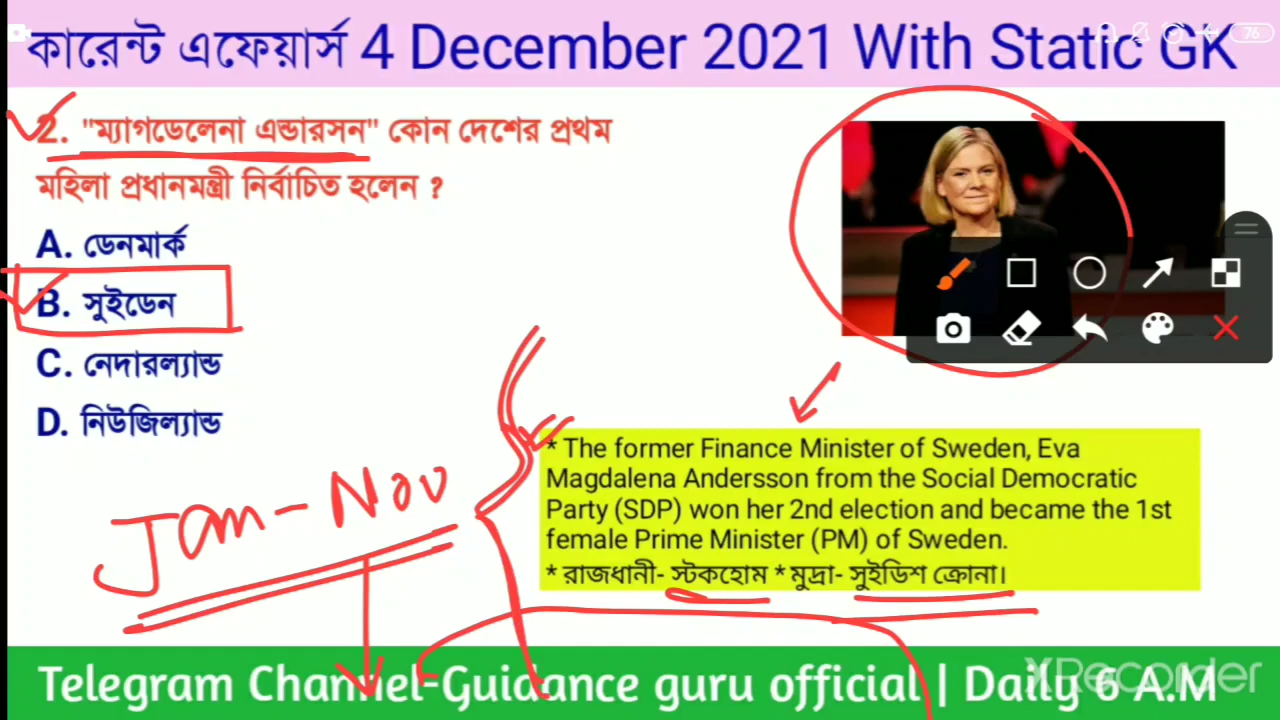 কারেন্ট এফেয়ার্স 4 December 2021 With Static GK
76
2. "ম্যাগডেলেনা এন্ডারসন" কোন দেশের প্রথম
মহিলা প্রধানমন্ত্রী নির্বাচিত হলেন ?
A. ডেনমার্ক
B. সুইডেন
C. নেদারল্যান্ড
D. নিউজিল্যান্ড
Jan-Nov
* The former Finance Minister of Sweden, Eva
Magdalena Andersson from the Social Democratic
Party (SDP) won her 2nd election and became the 1st
female Prime Minister (PM) of Sweden.
* রাজধানী- স্টকহোম * মুদ্রা- সুইডিশ ক্রোনা।
Telegram Channel-Guidance guru official | Daily 6 A.M
XRecorder